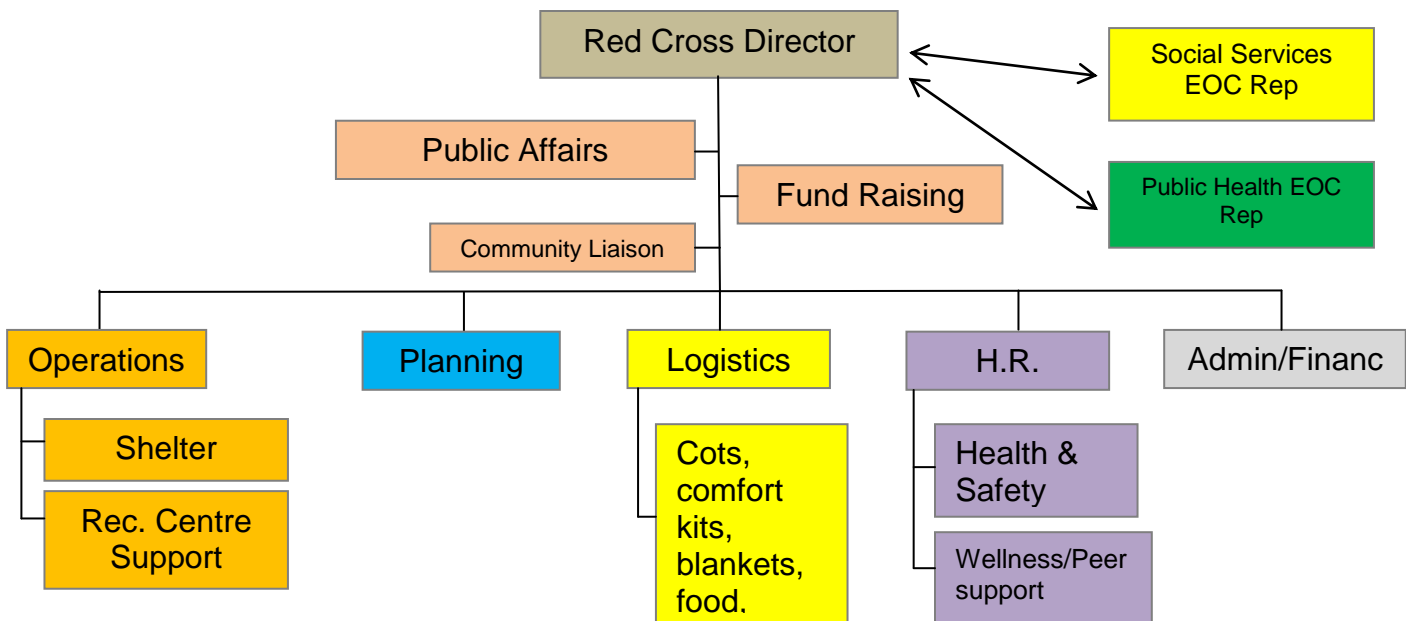 Red Cross Director
Social Services
EOC Rep
Public Affairs
Fund Raising
Public Health EOC
Rep
Community Liaison
Operations
Planning
Logistics
H.R.
Admin/Financ
Shelter
Rec. Centre
Support
Cots,
comfort
kits,
blankets,
food,
Health &
Safety
Wellness/Peer
support